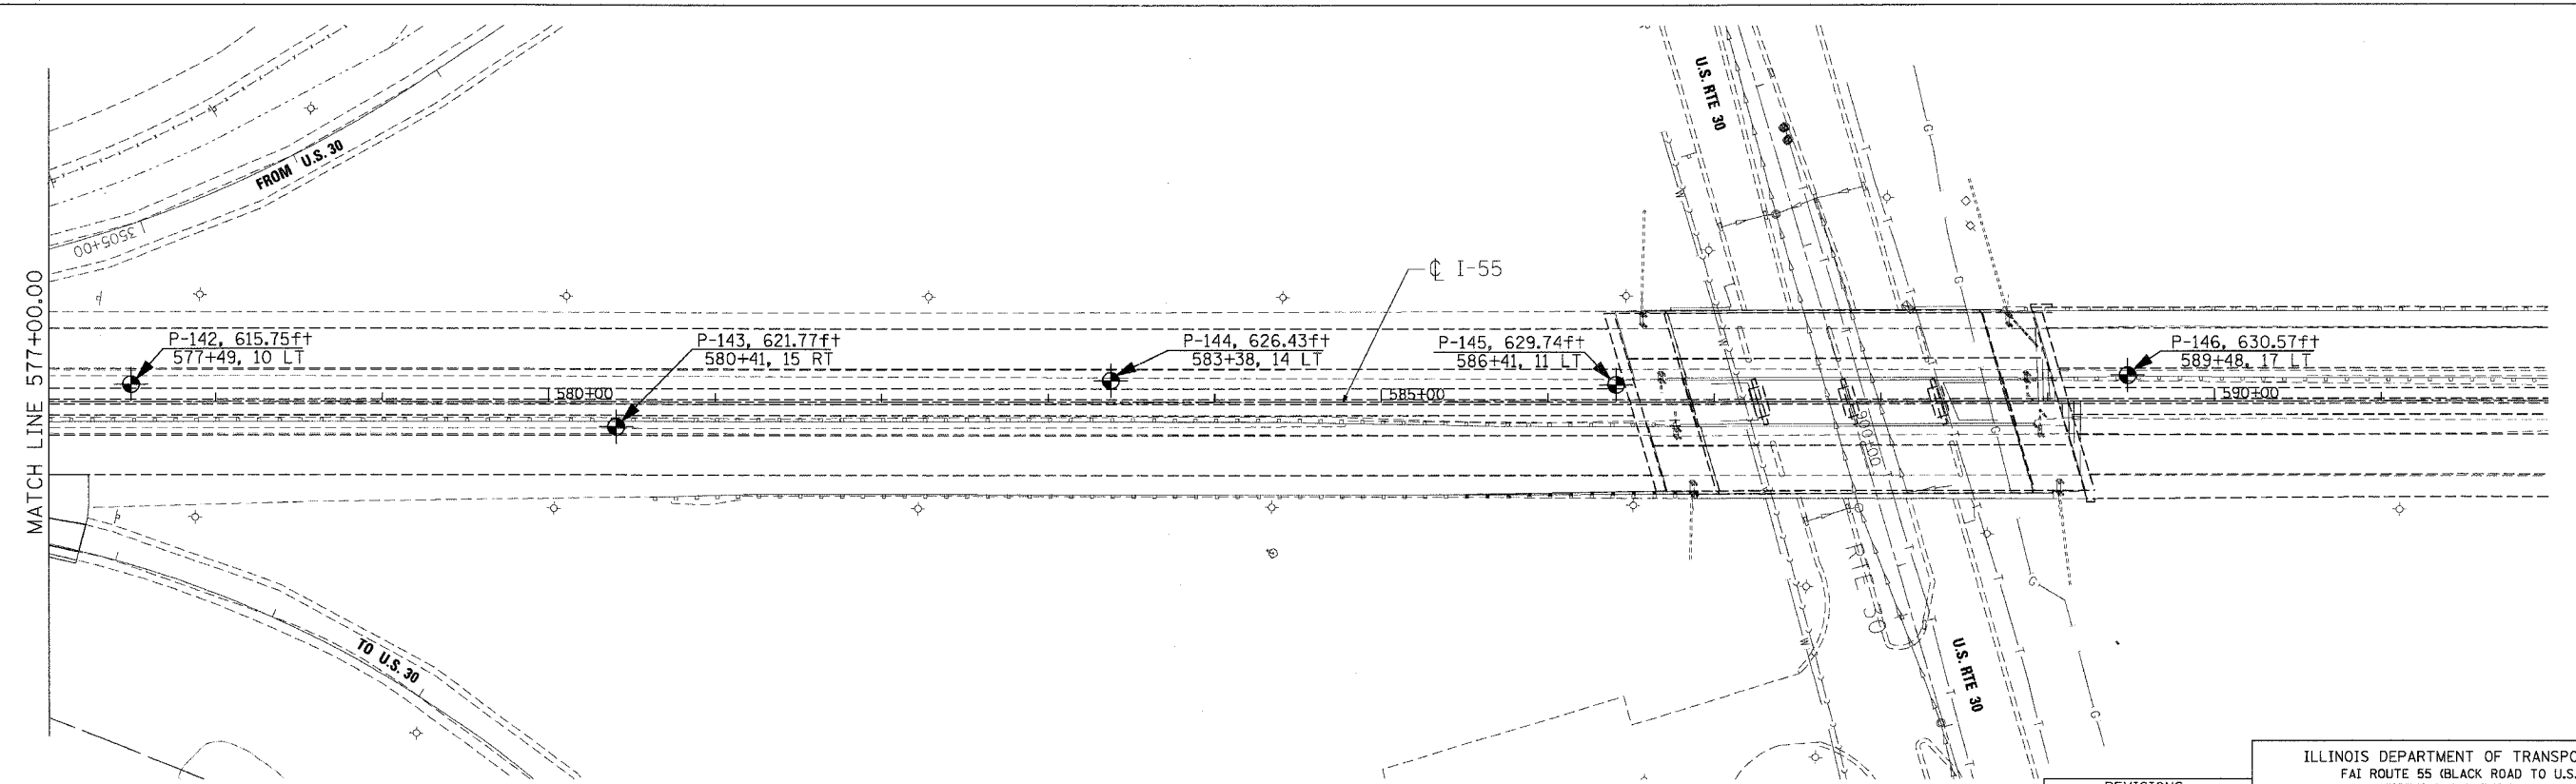 MATCH LINE 577+00.00
FROM U.S. 30
3505+00
P-142, 615.75ft
577+49, 10 LT
P-143, 621.77ft
580+41, 15 RT
P-144, 626.43ft
583+38, 14 LT
P-145, 629.74ft
586+41, 11 LT
P-146, 630.57ft
589+48, 17 LT
℄ I-55
580+00
585+00
590+00
U.S. RTE 30
900+00
RTE 30
U.S. RTE 30
TO U.S. 30
W
W
W
G
G
G
G
G
T
T
T
T
ILLINOIS DEPARTMENT OF TRANSPO
FAI ROUTE 55 (BLACK ROAD TO U.S.
REVISIONS